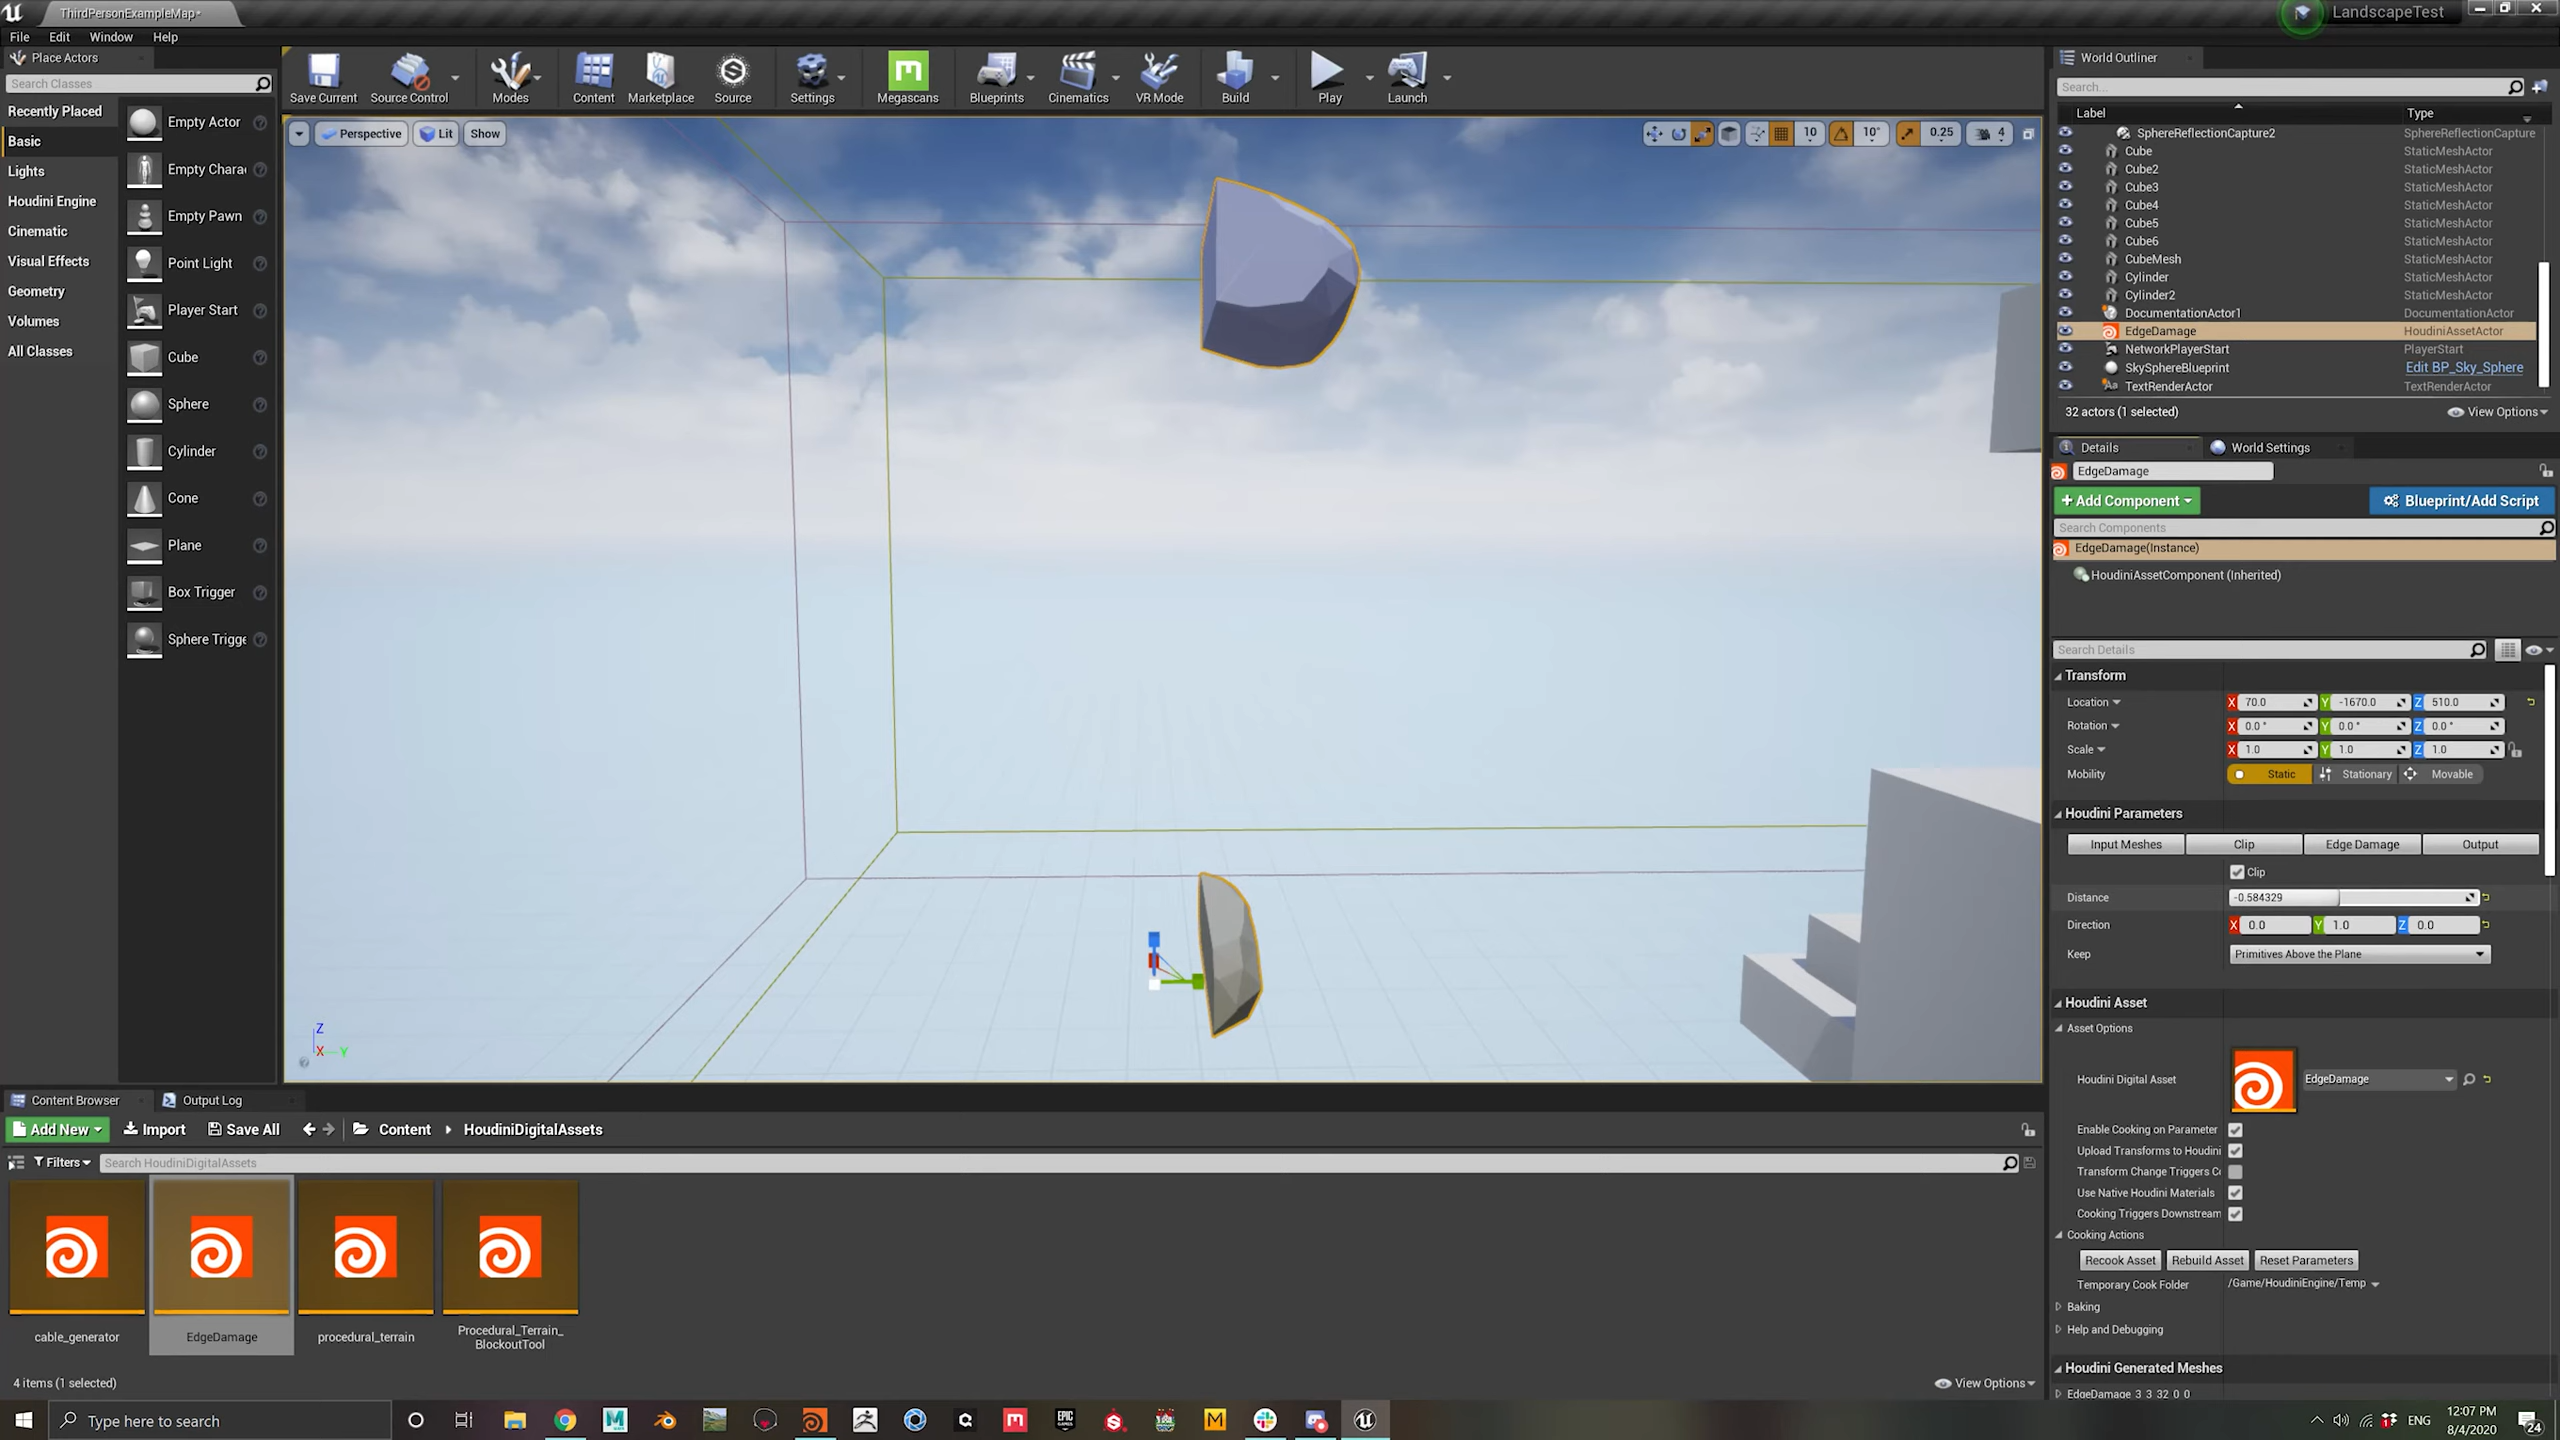 ThirdPersonExampleMap*
LandscapeTest
File Edit Window Help
Place Actors
Search Classes
Recently Placed
Basic
Lights
Houdini Engine
Cinematic
Visual Effects
Geometry
Volumes
All Classes
Empty Actor
Empty Chara
Empty Pawn
Point Light
Player Start
Cube
Sphere
Cylinder
Cone
Plane
Box Trigger
Sphere Trigge
Save Current
Source Control
Modes
Content
Marketplace
Source
Settings
Megascans
Blueprints
Cinematics
VR Mode
Build
Play
Launch
Perspective Lit Show
10 10° 0.25 4
Z
X Y
World Outliner
Search...
Label Type
SphereReflectionCapture2 SphereReflectionCapture
Cube StaticMeshActor
Cube2 StaticMeshActor
Cube3 StaticMeshActor
Cube4 StaticMeshActor
Cube5 StaticMeshActor
Cube6 StaticMeshActor
CubeMesh StaticMeshActor
Cylinder StaticMeshActor
Cylinder2 StaticMeshActor
DocumentationActor1 DocumentationActor
EdgeDamage HoudiniAssetActor
NetworkPlayerStart PlayerStart
SkySphereBlueprint Edit BP_Sky_Sphere
TextRenderActor TextRenderActor
32 actors (1 selected) View Options
Details World Settings
EdgeDamage
+ Add Component Blueprint/Add Script
Search Components
EdgeDamage(Instance)
HoudiniAssetComponent (Inherited)
Search Details
Transform
Location X 70.0 Y -1670.0 Z 510.0
Rotation X 0.0 ° Y 0.0 ° Z 0.0 °
Scale X 1.0 Y 1.0 Z 1.0
Mobility Static Stationary Movable
Houdini Parameters
Input Meshes Clip Edge Damage Output
Clip
Distance -0.584329
Direction X 0.0 Y 1.0 Z 0.0
Keep Primitives Above the Plane
Houdini Asset
Asset Options
Houdini Digital Asset EdgeDamage
Enable Cooking on Parameter
Upload Transforms to Houdini
Transform Change Triggers Co
Use Native Houdini Materials
Cooking Triggers Downstream
Cooking Actions
Recook Asset Rebuild Asset Reset Parameters
Temporary Cook Folder /Game/HoudiniEngine/Temp
Baking
Help and Debugging
Houdini Generated Meshes
EdgeDamage_3_3_32_0_0
Content Browser Output Log
Add New Import Save All Content HoudiniDigitalAssets
Filters Search HoudiniDigitalAssets
cable_generator
EdgeDamage
procedural_terrain
Procedural_Terrain_
BlockoutTool
4 items (1 selected) View Options
Type here to search
EPIC GAMES
ENG
12:07 PM
8/4/2020
24